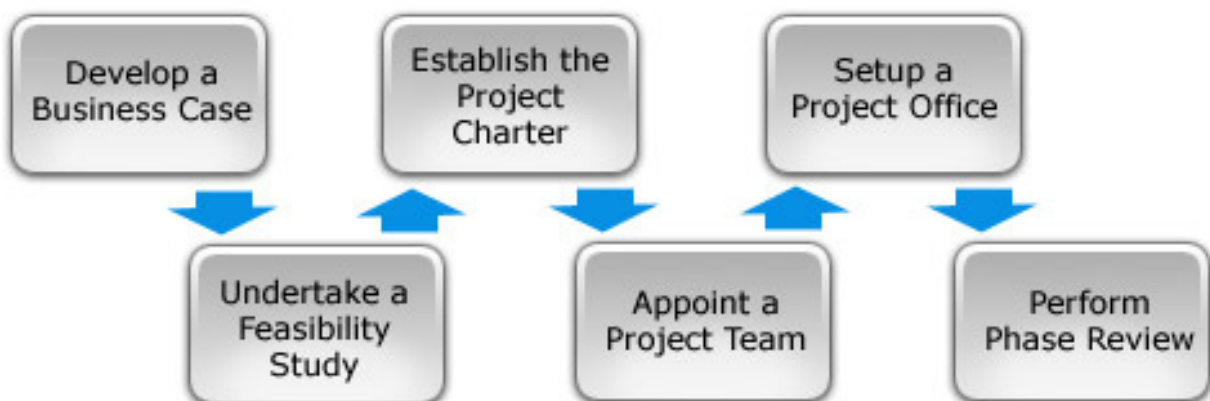 Develop a
Business Case
Undertake a
Feasibility
Study
Establish the
Project
Charter
Appoint a
Project Team
Setup a
Project Office
Perform
Phase Review